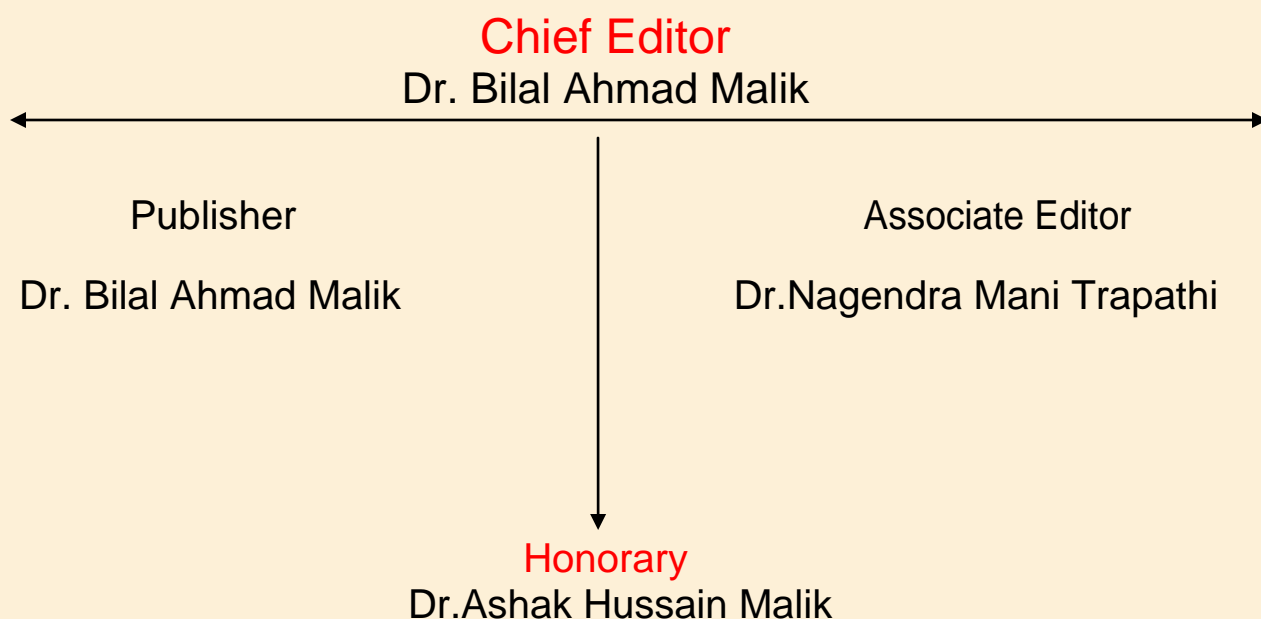 Chief Editor
Dr. Bilal Ahmad Malik
Publisher
Dr. Bilal Ahmad Malik
Associate Editor
Dr.Nagendra Mani Trapathi
Honorary
Dr.Ashak Hussain Malik